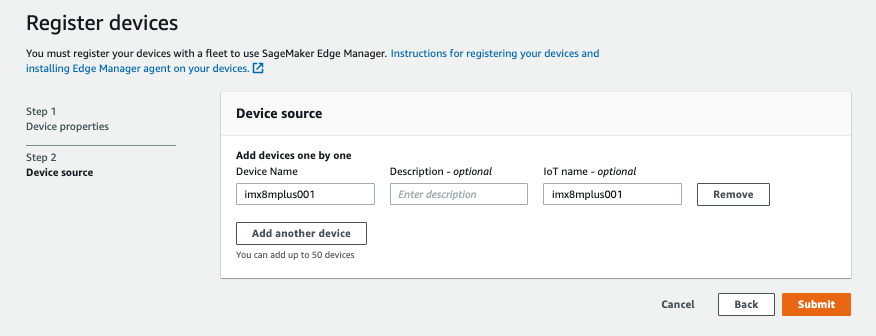 Register devices
You must register your devices with a fleet to use SageMaker Edge Manager. Instructions for registering your devices and
installing Edge Manager agent on your devices.
Step 1
Device properties
Step 2
Device source
Device source
Add devices one by one
Device Name
Description - optional
IoT name - optional
imx8mplus001
Enter description
imx8mplus001
Remove
Add another device
You can add up to 50 devices
Cancel
Back
Submit